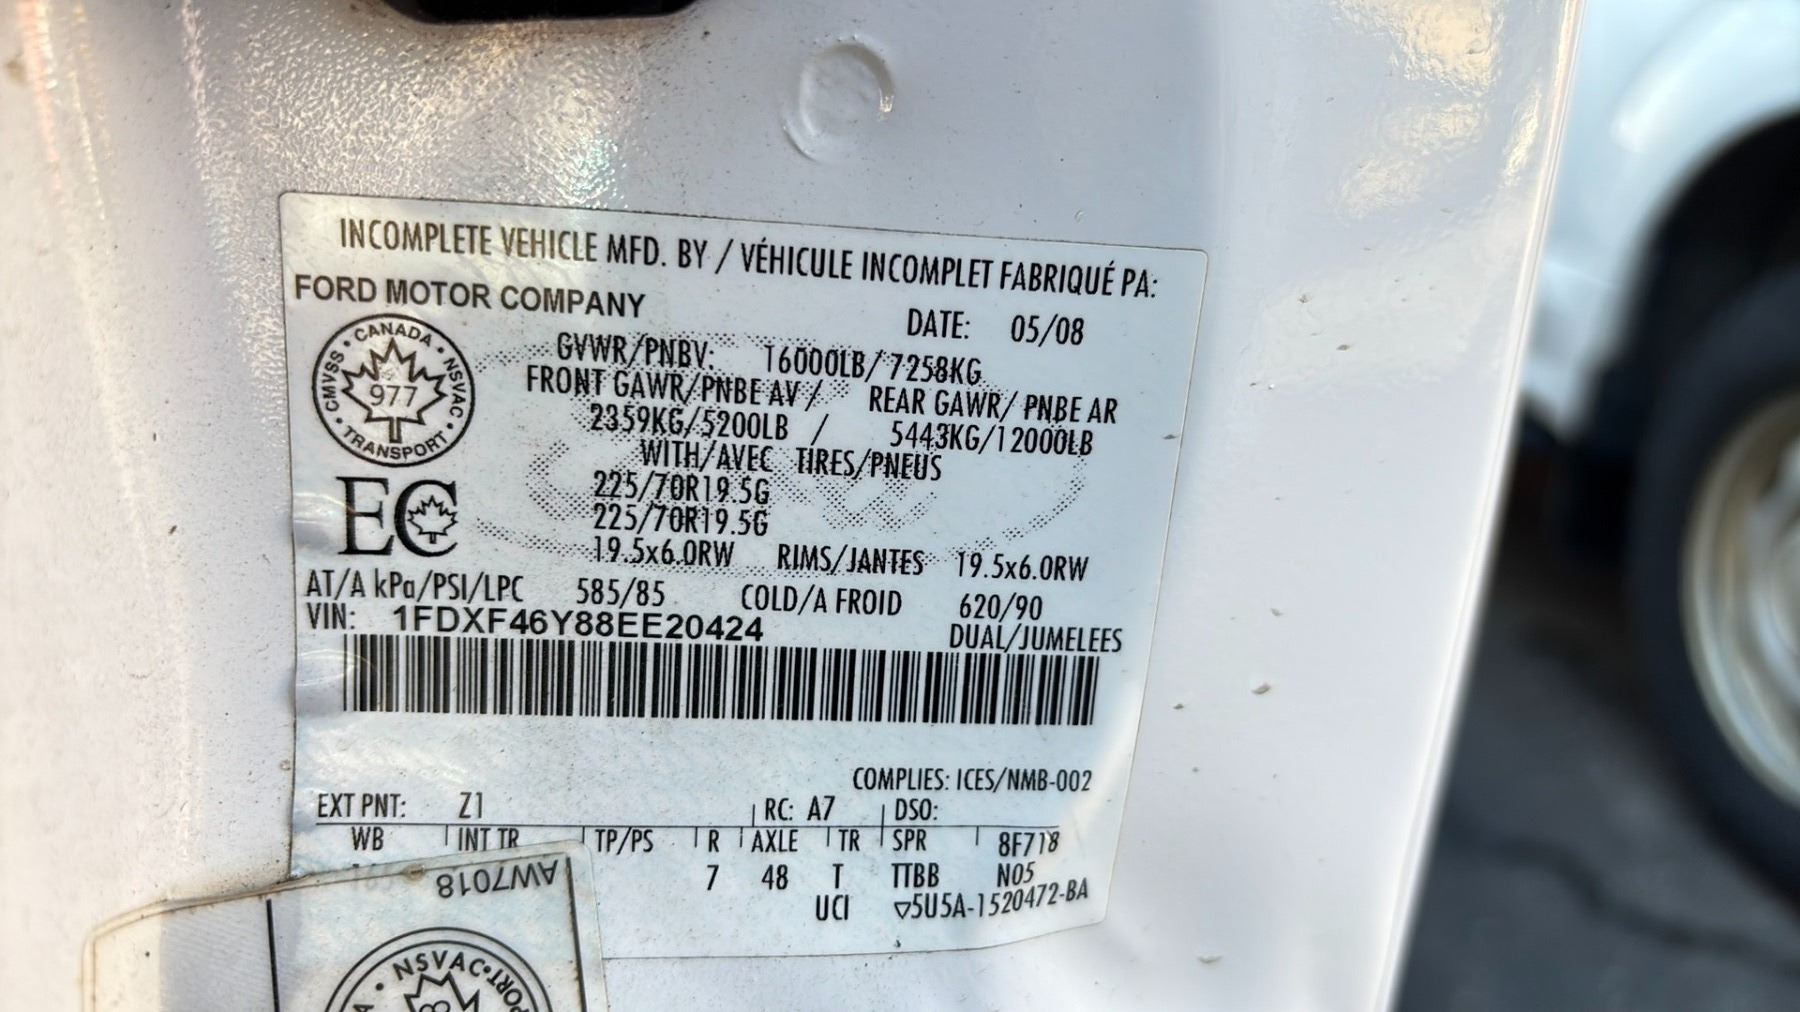 INCOMPLETE VEHICLE MFD. BY / VÉHICULE INCOMPLET FABRIQUÉ PA:
FORD MOTOR COMPANY
DATE: 05/08
CANADA • NSVAC • TRANSPORT • CMVSS •
977
GVWR/PNBV: 16000LB/7258KG
FRONT GAWR/PNBE AV / REAR GAWR/ PNBE AR
2359KG/5200LB / 5443KG/12000LB
WITH/AVEC TIRES/PNEUS
225/70R19.5G
225/70R19.5G
EC
19.5x6.0RW RIMS/JANTES 19.5x6.0RW
AT/A kPa/PSI/LPC 585/85 COLD/A FROID 620/90
VIN: 1FDXF46Y88EE20424 DUAL/JUMELEES
COMPLIES: ICES/NMB-002
EXT PNT: Z1 RC: A7 DSO:
WB INT TR TP/PS R AXLE TR SPR 8F718
7 48 T TTBB N05
UCI ▽5U5A-1520472-BA
AW7018
NSVAC